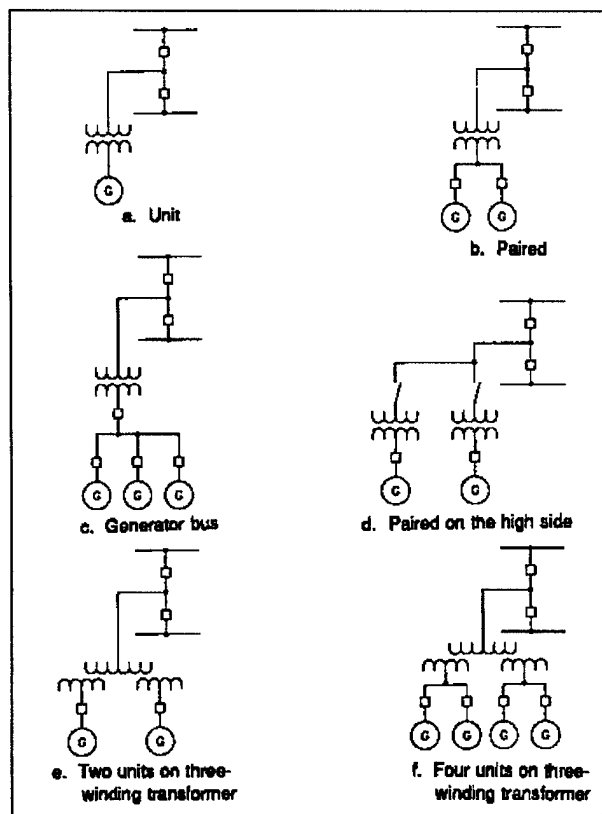 G
a. Unit
G G
b. Paired
G G G
c. Generator bus
G G
d. Paired on the high side
G G
e. Two units on three-
winding transformer
G G G G
f. Four units on three-
winding transformer